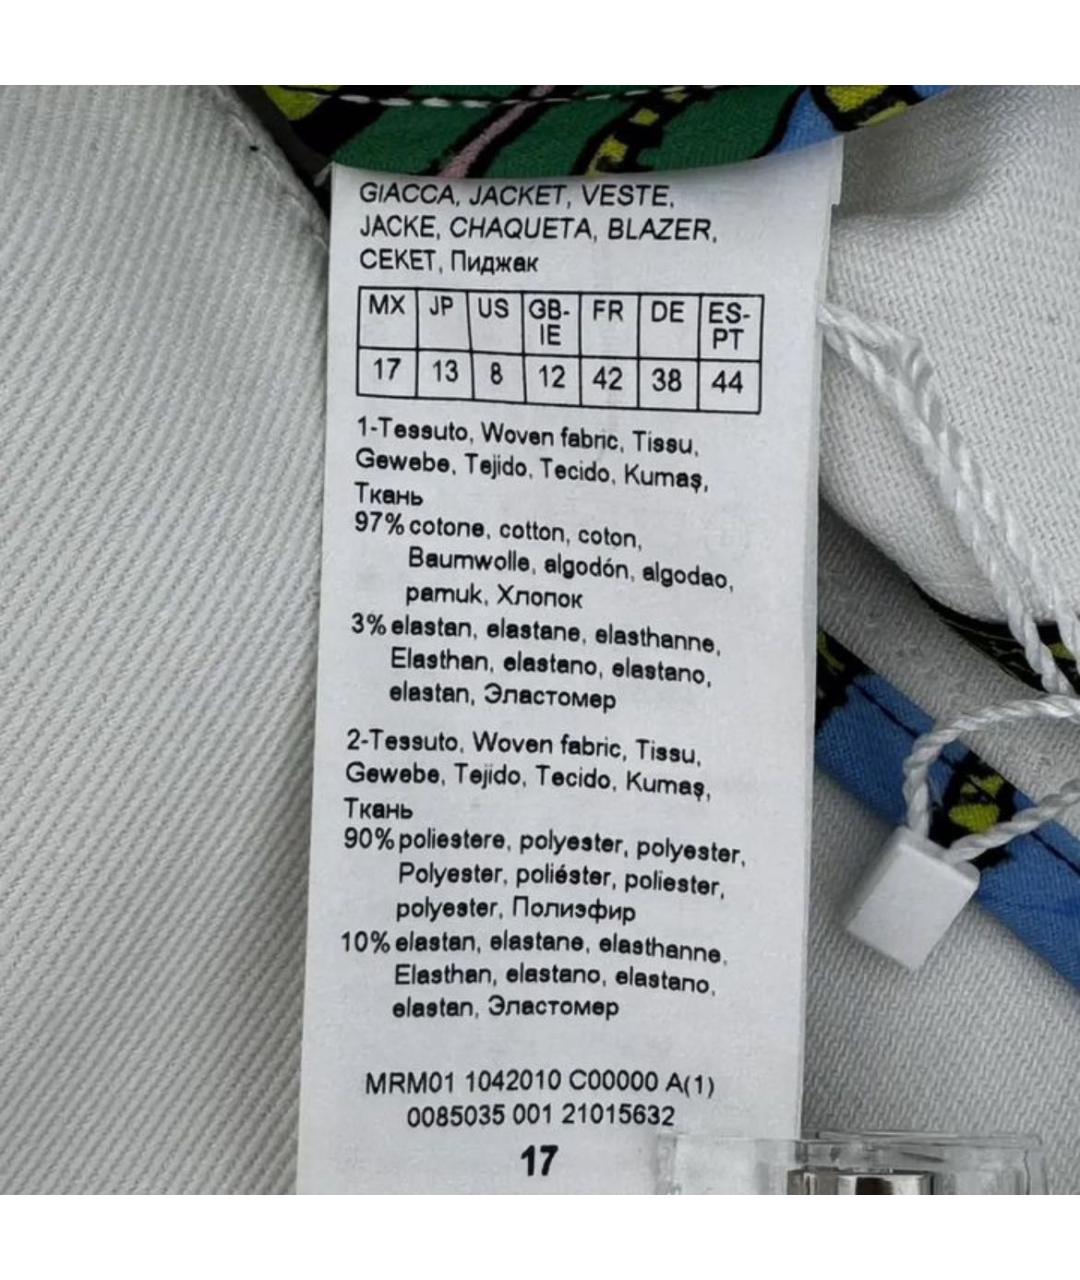 GIACCA, JACKET, VESTE,
JACKE, CHAQUETA, BLAZER,
CEKET, Пиджак
MX JP US GB-IE FR DE ES-PT
17 13 8 12 42 38 44
1-Tessuto, Woven fabric, Tissu,
Gewebe, Tejido, Tecido, Kumaş,
Ткань
97% cotone, cotton, coton,
Baumwolle, algodón, algodao,
pamuk, Хлопок
3% elastan, elastane, elasthanne,
Elasthan, elastano, elastano,
elastan, Эластомер
2-Tessuto, Woven fabric, Tissu,
Gewebe, Tejido, Tecido, Kumaş,
Ткань
90% poliestere, polyester, polyester,
Polyester, poliéster, poliester,
polyester, Полиэфир
10% elastan, elastane, elasthanne,
Elasthan, elastano, elastano,
elastan, Эластомер
MRM01 1042010 C00000 A(1)
0085035 001 21015632
17